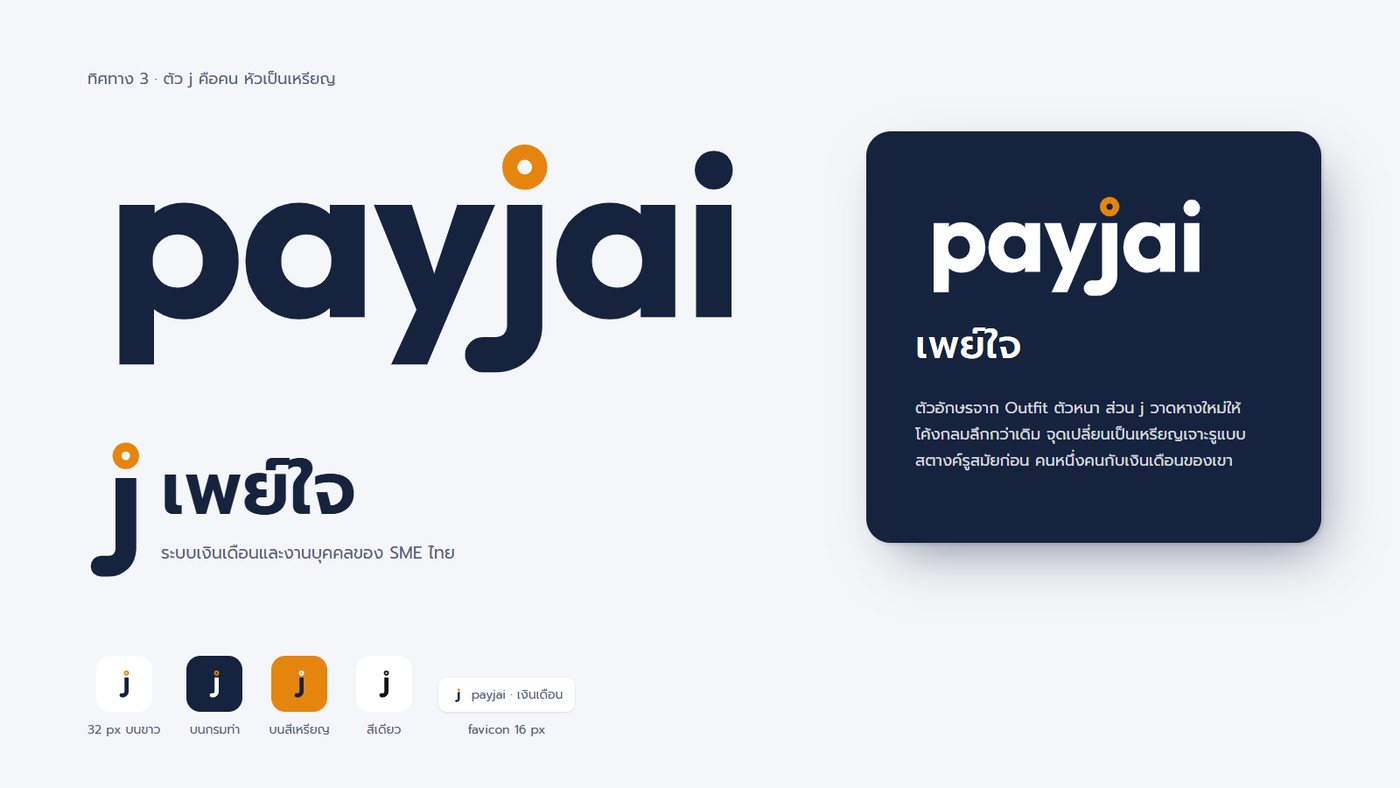 ทิศทาง 3 · ตัว j คือคน หัวเป็นเหรียญ
payjai
j
เพย์ใจ
ระบบเงินเดือนและงานบุคคลของ SME ไทย
payjai
เพย์ใจ
ตัวอักษรจาก Outfit ตัวหนา ส่วน j วาดหางใหม่ให้
โค้งกลมลึกกว่าเดิม จุดเปลี่ยนเป็นเหรียญเจาะรูแบบ
สตางค์รูสมัยก่อน คนหนึ่งคนกับเงินเดือนของเขา
j
32 px บนขาว
j
บนกรมท่า
j
บนสีเหรียญ
j
สีเดียว
j payjai · เงินเดือน
favicon 16 px